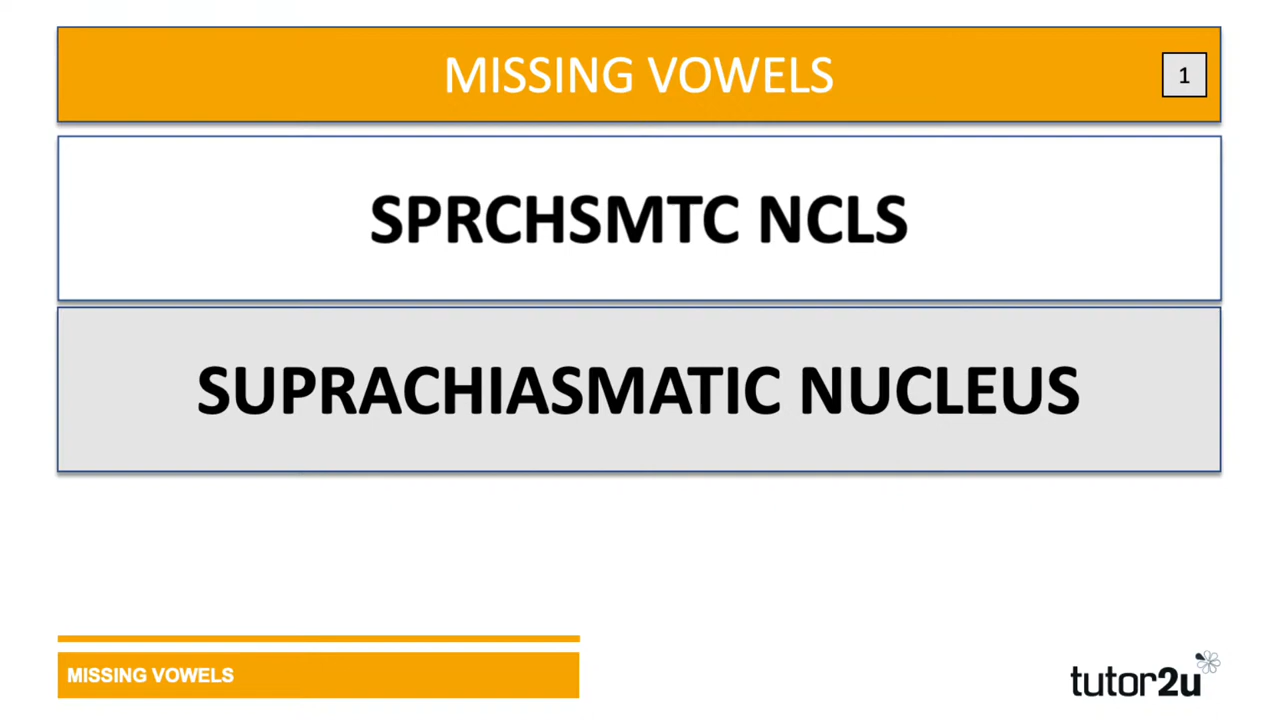 MISSING VOWELS
1
SPRCHSMTC NCLS
SUPRACHIASMATIC NUCLEUS
MISSING VOWELS
tutor2u